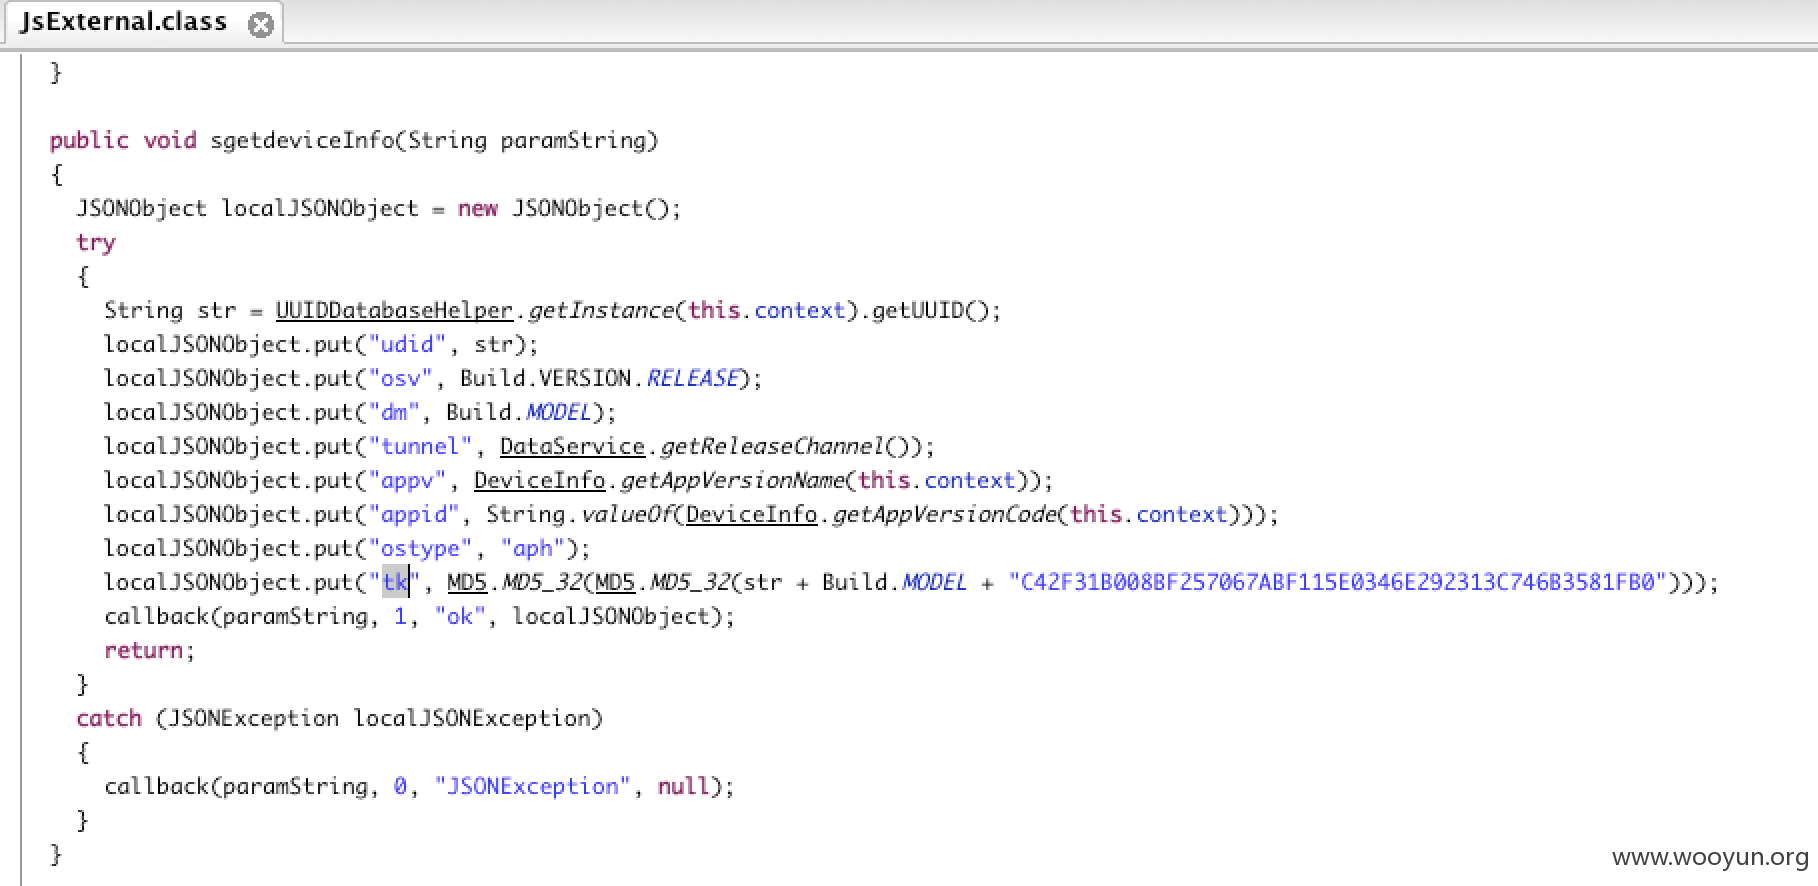 JsExternal.class
}
public void sgetdeviceInfo(String paramString)
{
JSONObject localJSONObject = new JSONObject();
try
{
String str = UUIDDatabaseHelper.getInstance(this.context).getUUID();
localJSONObject.put("udid", str);
localJSONObject.put("osv", Build.VERSION.RELEASE);
localJSONObject.put("dm", Build.MODEL);
localJSONObject.put("tunnel", DataService.getReleaseChannel());
localJSONObject.put("appv", DeviceInfo.getAppVersionName(this.context));
localJSONObject.put("appid", String.valueOf(DeviceInfo.getAppVersionCode(this.context)));
localJSONObject.put("ostype", "aph");
localJSONObject.put("tk", MD5.MD5_32(MD5.MD5_32(str + Build.MODEL + "C42F31B008BF257067ABF115E0346E292313C746B3581FB0")));
callback(paramString, 1, "ok", localJSONObject);
return;
}
catch (JSONException localJSONException)
{
callback(paramString, 0, "JSONException", null);
}
}
www.wooyun.org